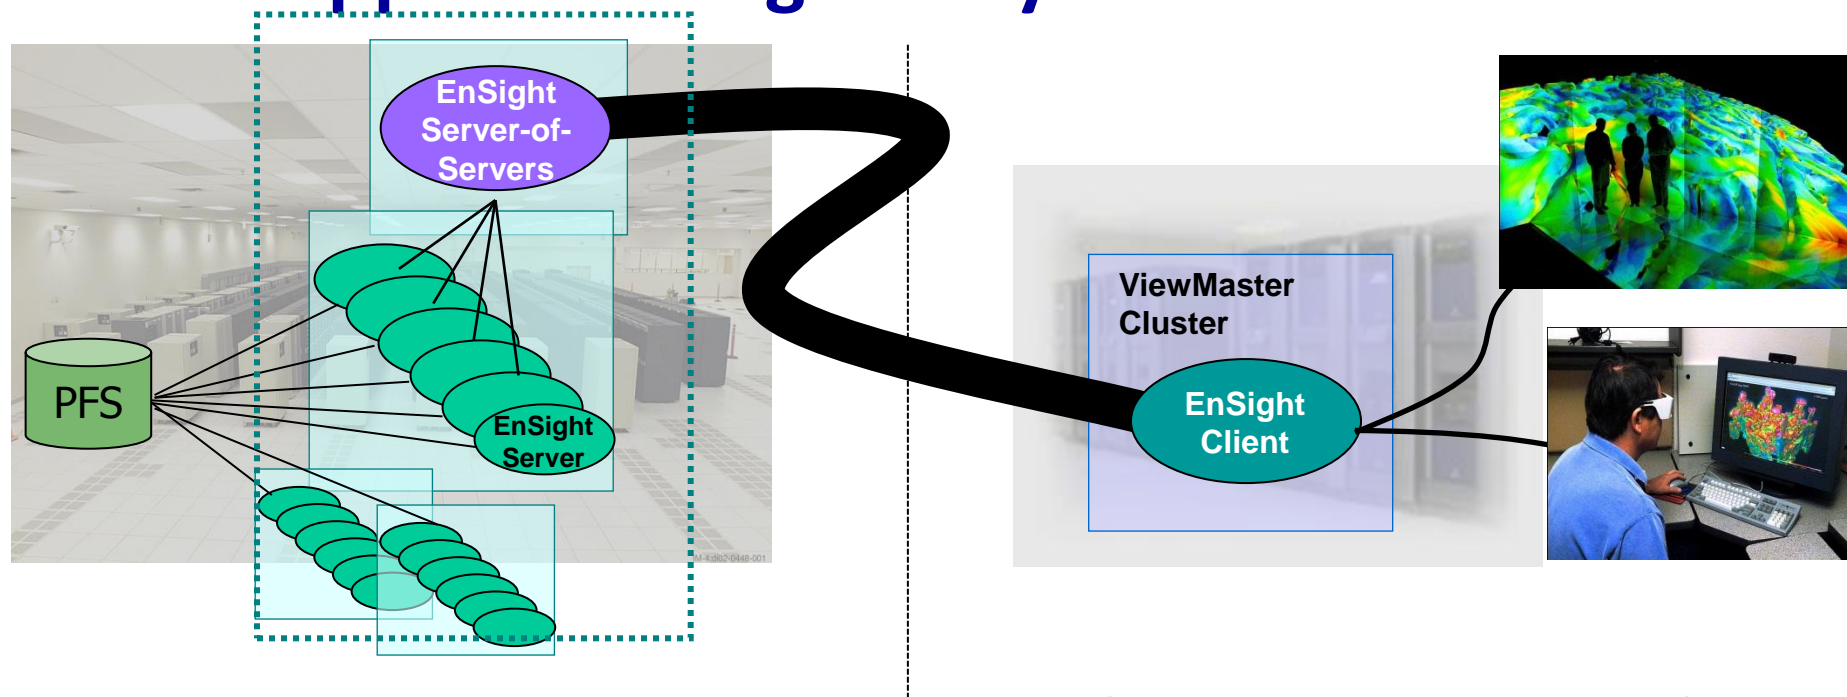 EnSight
Server-of-
Servers
PFS
EnSight
Server
ViewMaster
Cluster
EnSight
Client